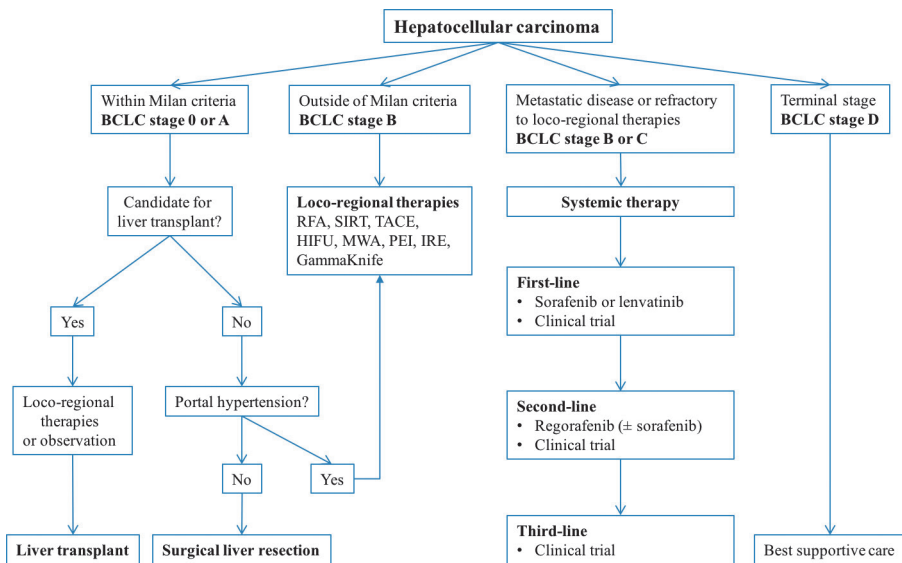 Hepatocellular carcinoma
Within Milan criteria
BCLC stage 0 or A
Outside of Milan criteria
BCLC stage B
Metastatic disease or refractory
to loco-regional therapies
BCLC stage B or C
Terminal stage
BCLC stage D
Candidate for
liver transplant?
Loco-regional therapies
RFA, SIRT, TACE,
HIFU, MWA, PEI, IRE,
GammaKnife
Systemic therapy
First-line
• Sorafenib or lenvatinib
• Clinical trial
Yes
No
Loco-regional
therapies
or observation
Portal hypertension?
Second-line
• Regorafenib (± sorafenib)
• Clinical trial
No
Yes
Liver transplant
Surgical liver resection
Third-line
• Clinical trial
Best supportive care